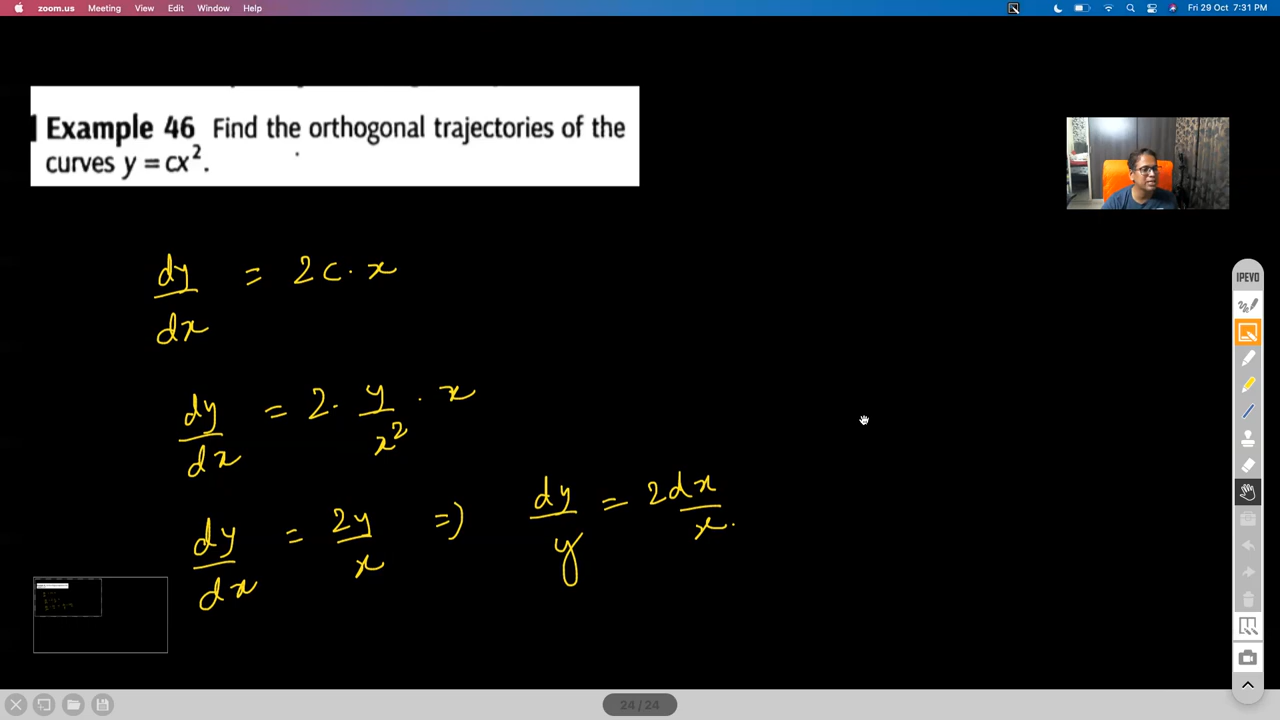 zoom.us Meeting View Edit Window Help Fri 29 Oct 7:31 PM
Example 46 Find the orthogonal trajectories of the
curves y = cx².
dy/dx = 2c · x
dy/dx = 2 · y/x² · x
dy/dx = 2y/x ⇒ dy/y = 2dx/x.
IPEVO
24 / 24